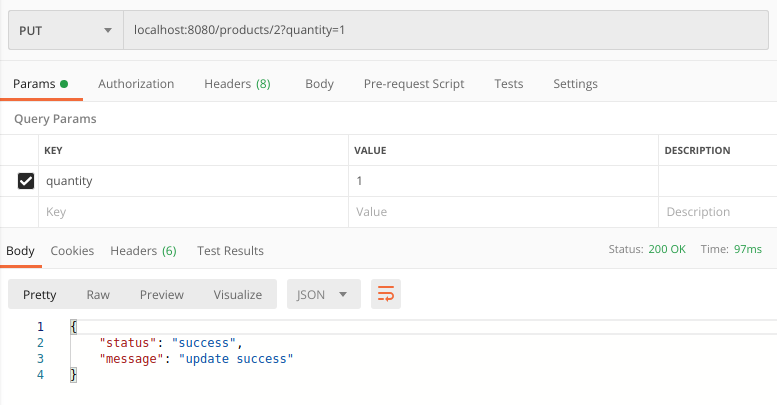 PUT localhost:8080/products/2?quantity=1
Params Authorization Headers (8) Body Pre-request Script Tests Settings
Query Params
KEY VALUE DESCRIPTION
quantity 1
Key Value Description
Body Cookies Headers (6) Test Results Status: 200 OK Time: 97ms
Pretty Raw Preview Visualize JSON
1 {
2 "status": "success",
3 "message": "update success"
4 }